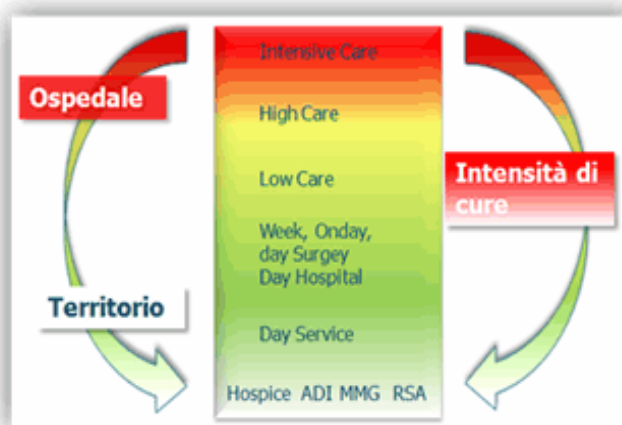 Intensive Care
Ospedale
High Care
Low Care
Intensità di
cure
Week, Onday,
day Surgey
Day Hospital
Territorio
Day Service
Hospice ADI MMG RSA